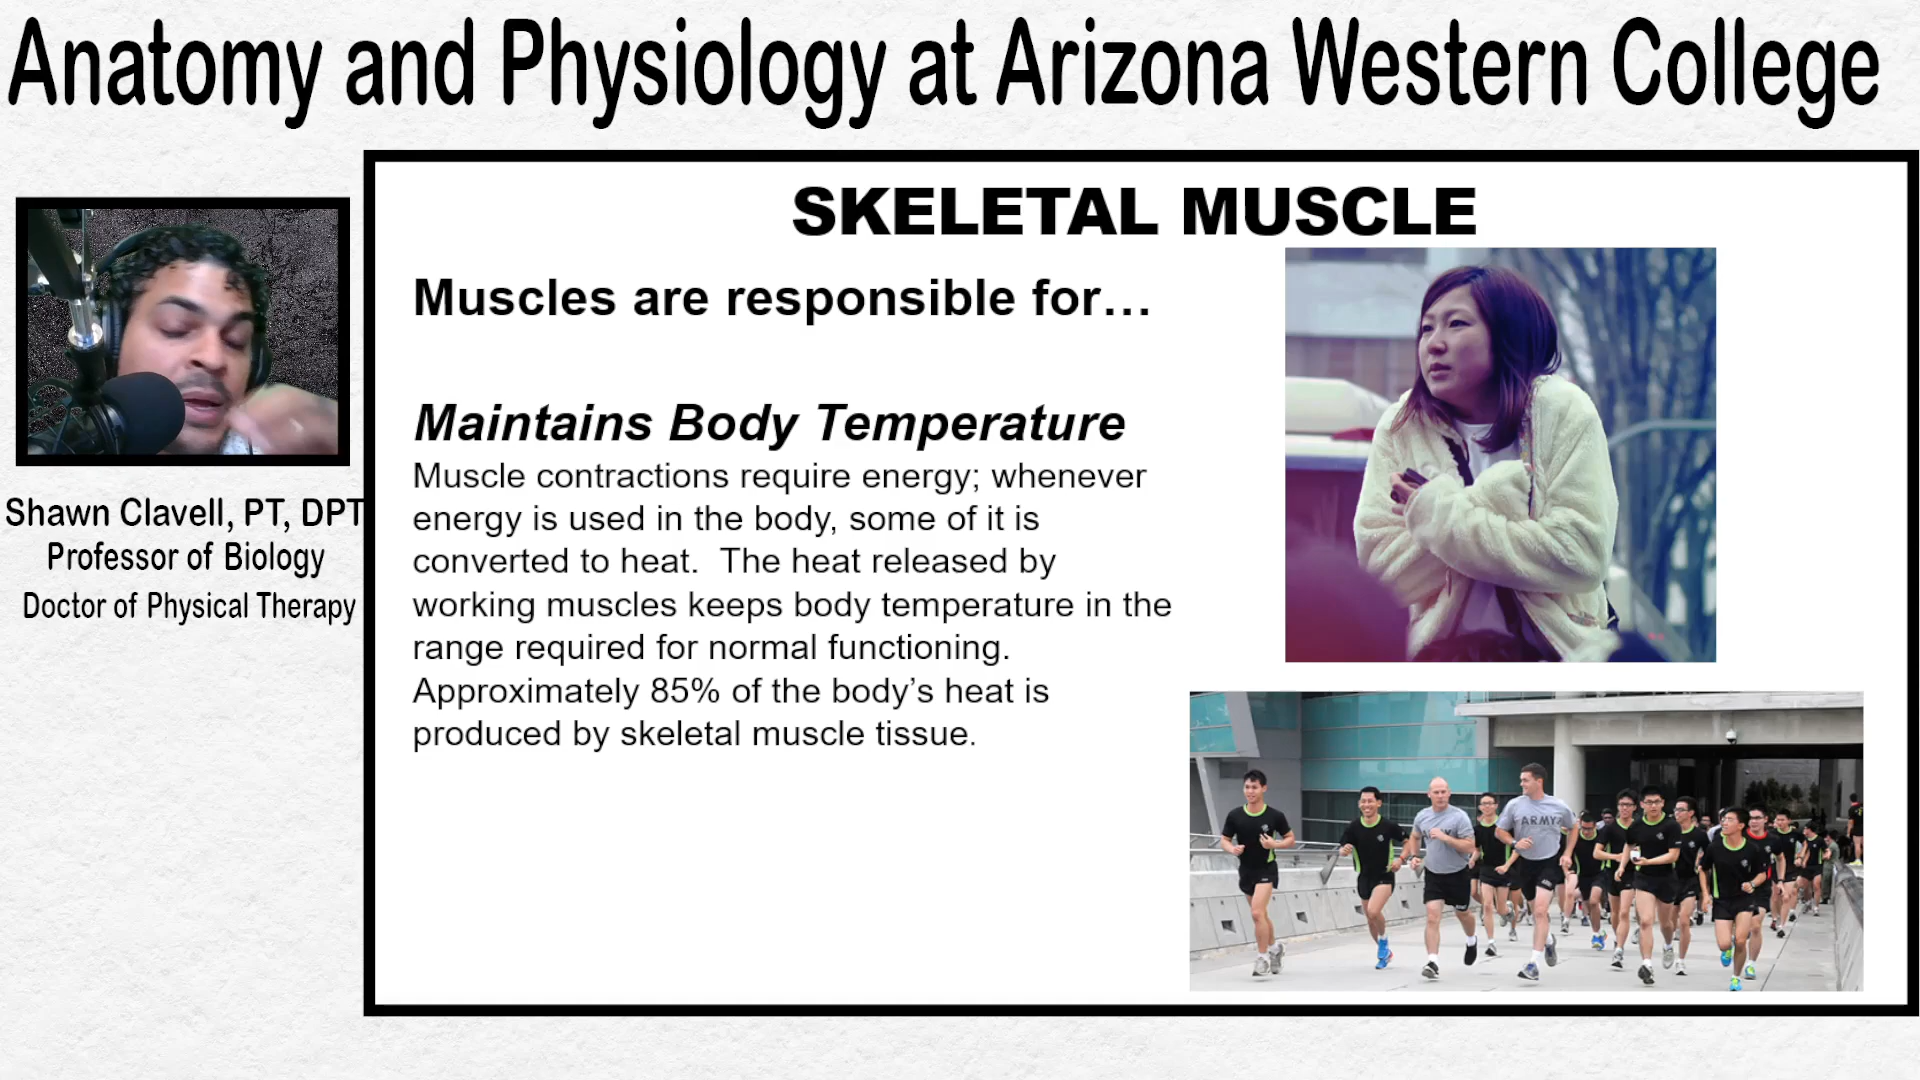 Anatomy and Physiology at Arizona Western College
SKELETAL MUSCLE
Muscles are responsible for…
Maintains Body Temperature
Muscle contractions require energy; whenever
energy is used in the body, some of it is
converted to heat.  The heat released by
working muscles keeps body temperature in the
range required for normal functioning.
Approximately 85% of the body’s heat is
produced by skeletal muscle tissue.
Shawn Clavell, PT, DPT
Professor of Biology
Doctor of Physical Therapy
ARMY